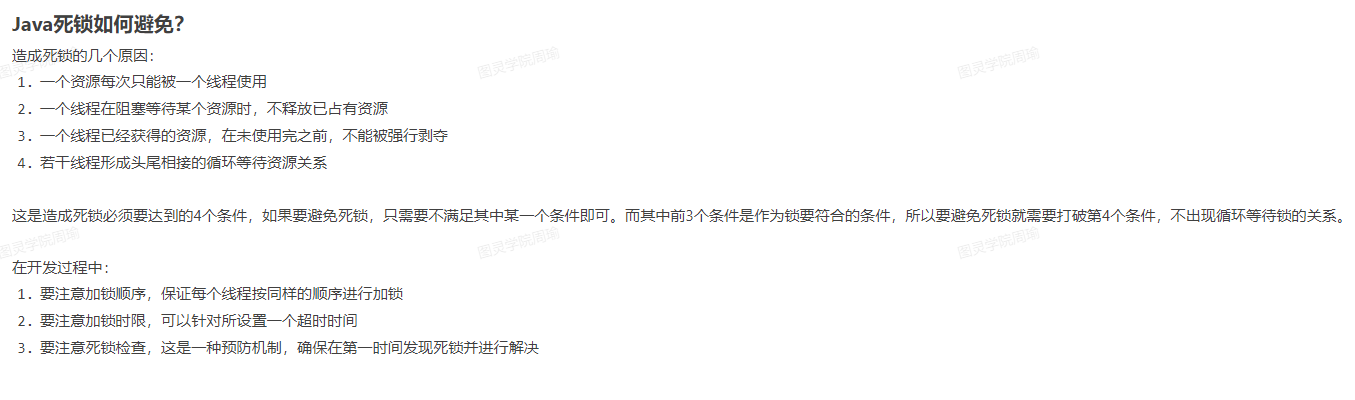 Java死锁如何避免？
造成死锁的几个原因：
1. 一个资源每次只能被一个线程使用
2. 一个线程在阻塞等待某个资源时，不释放已占有资源
3. 一个线程已经获得的资源，在未使用完之前，不能被强行剥夺
4. 若干线程形成头尾相接的循环等待资源关系
这是造成死锁必须要达到的4个条件，如果要避免死锁，只需要不满足其中某一个条件即可。而其中前3个条件是作为锁要符合的条件，所以要避免死锁就需要打破第4个条件，不出现循环等待锁的关系。
在开发过程中：
1. 要注意加锁顺序，保证每个线程按同样的顺序进行加锁
2. 要注意加锁时限，可以针对所设置一个超时时间
3. 要注意死锁检查，这是一种预防机制，确保在第一时间发现死锁并进行解决
图灵学院周瑜
图灵学院周瑜
图灵学院周瑜
图灵学院周瑜
图灵学院周瑜
图灵学院周瑜